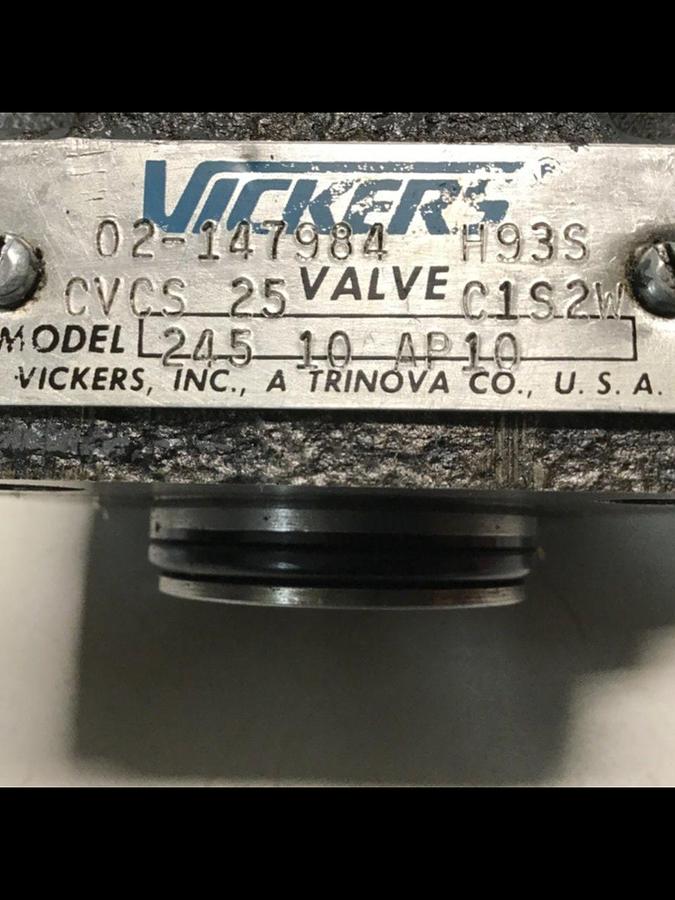 VICKERS
02-147984 H93S
CVCS 25 VALVE C1S2W
MODEL 245 10 AP10
VICKERS, INC., A TRINOVA CO., U. S. A.